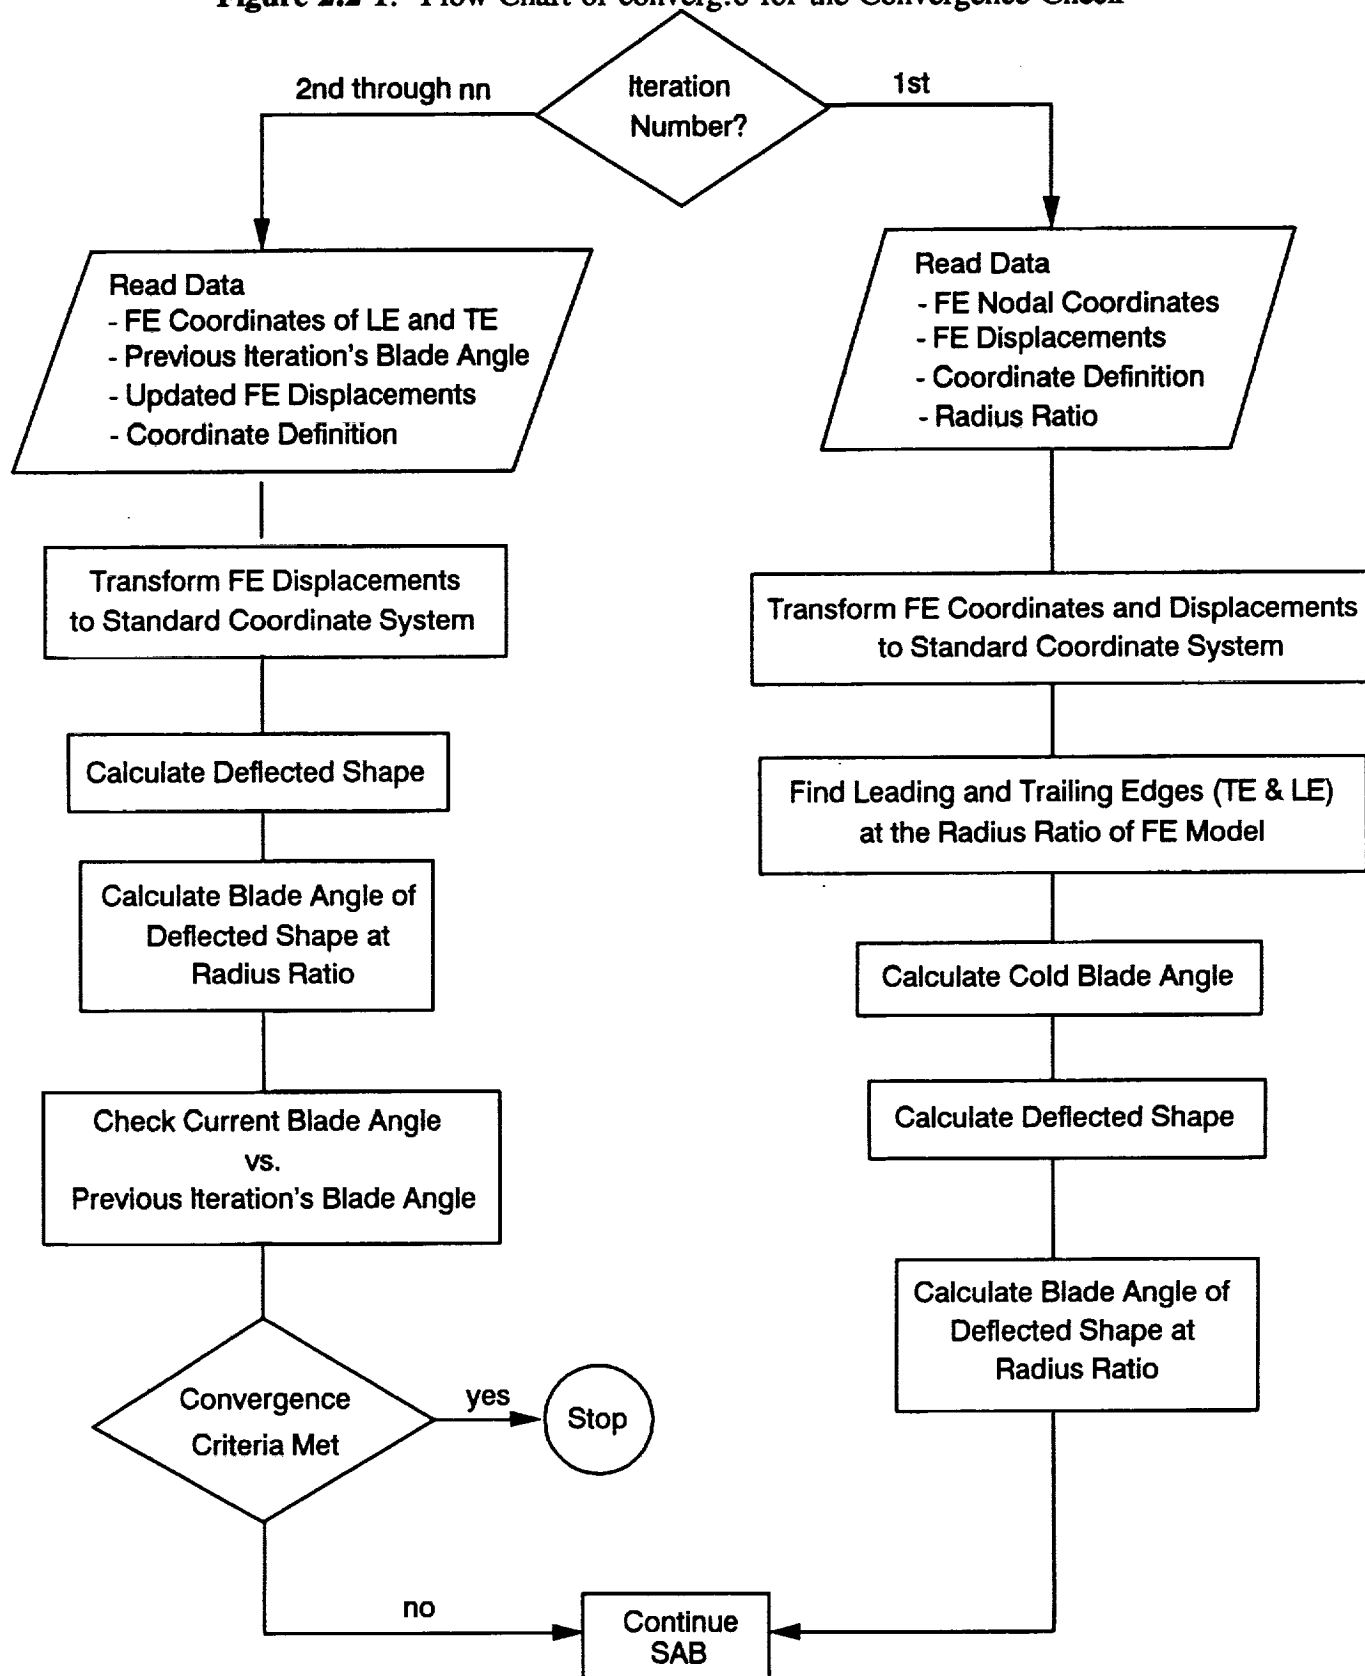 Figure 2.2-1. Flow Chart of converg.o for the Convergence Check
Iteration
Number?
2nd through nn
1st
Read Data
- FE Coordinates of LE and TE
- Previous Iteration's Blade Angle
- Updated FE Displacements
- Coordinate Definition
Transform FE Displacements
to Standard Coordinate System
Calculate Deflected Shape
Calculate Blade Angle of
Deflected Shape at
Radius Ratio
Check Current Blade Angle
vs.
Previous Iteration's Blade Angle
Convergence
Criteria Met
yes
Stop
no
Read Data
- FE Nodal Coordinates
- FE Displacements
- Coordinate Definition
- Radius Ratio
Transform FE Coordinates and Displacements
to Standard Coordinate System
Find Leading and Trailing Edges (TE & LE)
at the Radius Ratio of FE Model
Calculate Cold Blade Angle
Calculate Deflected Shape
Calculate Blade Angle of
Deflected Shape at
Radius Ratio
Continue
SAB